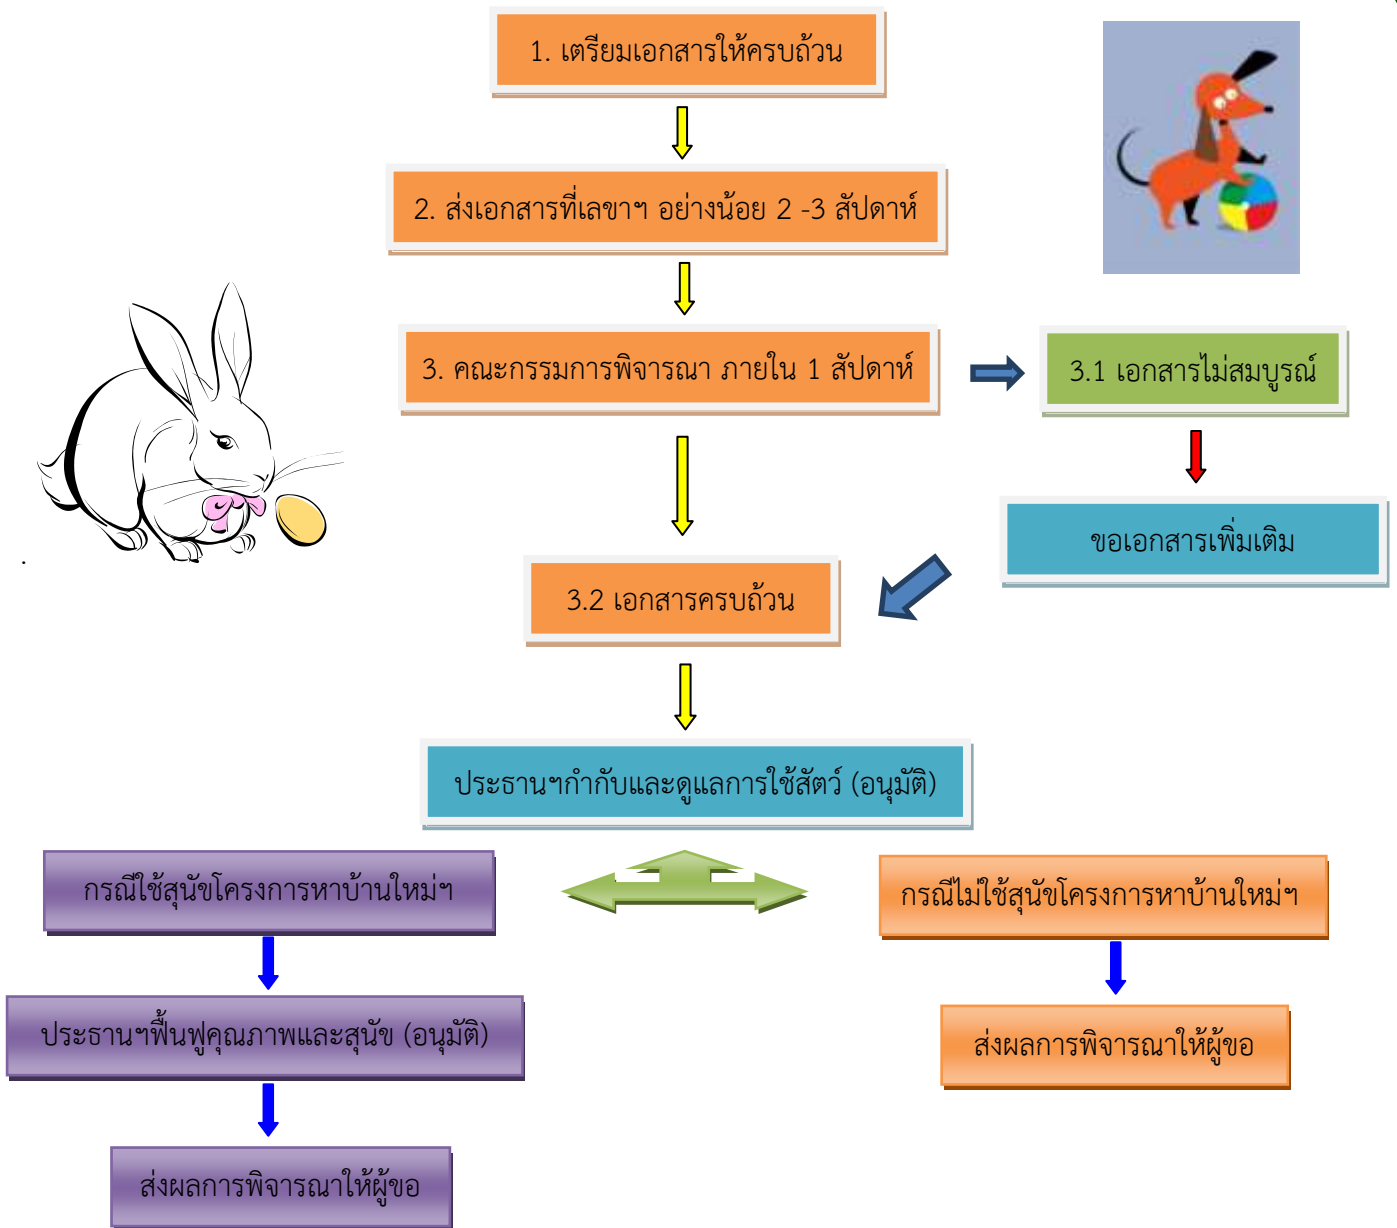 1. เตรียมเอกสารให้ครบถ้วน
2. ส่งเอกสารที่เลขาฯ อย่างน้อย 2 -3 สัปดาห์
3. คณะกรรมการพิจารณา ภายใน 1 สัปดาห์
3.1 เอกสารไม่สมบูรณ์
ขอเอกสารเพิ่มเติม
3.2 เอกสารครบถ้วน
ประธานฯกำกับและดูแลการใช้สัตว์ (อนุมัติ)
กรณีใช้สุนัขโครงการหาบ้านใหม่ฯ
กรณีไม่ใช้สุนัขโครงการหาบ้านใหม่ฯ
ประธานฯฟื้นฟูคุณภาพและสุนัข (อนุมัติ)
ส่งผลการพิจารณาให้ผู้ขอ
ส่งผลการพิจารณาให้ผู้ขอ